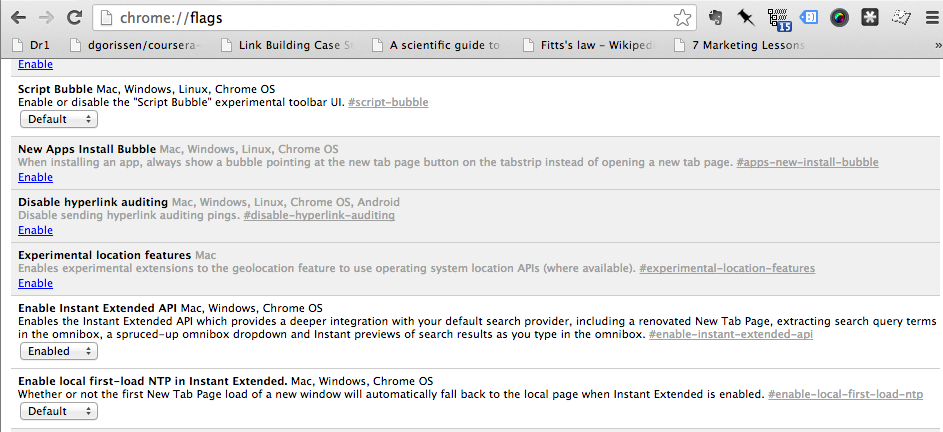 chrome://flags
15
Dr1 dgorissen/coursera- Link Building Case S A scientific guide to Fitts's law – Wikiped 7 Marketing Lessons »
Enable
Script Bubble Mac, Windows, Linux, Chrome OS
Enable or disable the "Script Bubble" experimental toolbar UI. #script-bubble
Default
New Apps Install Bubble Mac, Windows, Linux, Chrome OS
When installing an app, always show a bubble pointing at the new tab page button on the tabstrip instead of opening a new tab page. #apps-new-install-bubble
Enable
Disable hyperlink auditing Mac, Windows, Linux, Chrome OS, Android
Disable sending hyperlink auditing pings. #disable-hyperlink-auditing
Enable
Experimental location features Mac
Enables experimental extensions to the geolocation feature to use operating system location APIs (where available). #experimental-location-features
Enable
Enable Instant Extended API Mac, Windows, Chrome OS
Enables the Instant Extended API which provides a deeper integration with your default search provider, including a renovated New Tab Page, extracting search query terms
in the omnibox, a spruced-up omnibox dropdown and Instant previews of search results as you type in the omnibox. #enable-instant-extended-api
Enabled
Enable local first-load NTP in Instant Extended. Mac, Windows, Chrome OS
Whether or not the first New Tab Page load of a new window will automatically fall back to the local page when Instant Extended is enabled. #enable-local-first-load-ntp
Default